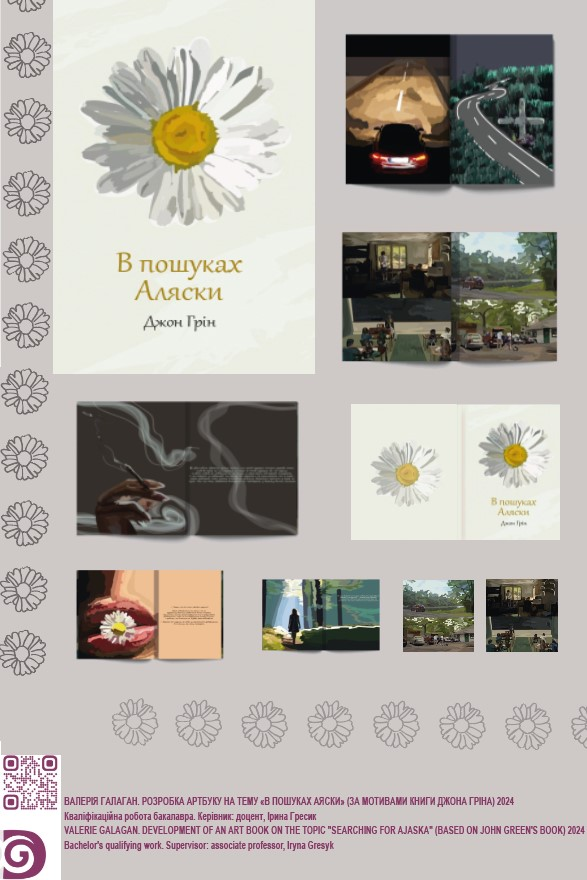 В пошуках
Аляски
Джон Грін
В пошуках
Аляски
Джон Грін
ВАЛЕРІЯ ГАЛАГАН. РОЗРОБКА АРТБУКУ НА ТЕМУ «В ПОШУКАХ АЯСКИ» (ЗА МОТИВАМИ КНИГИ ДЖОНА ГРІНА) 2024
Кваліфікаційна робота бакалавра. Керівник: доцент, Ірина Гресик
VALERIE GALAGAN. DEVELOPMENT OF AN ART BOOK ON THE TOPIC "SEARCHING FOR AJASKA" (BASED ON JOHN GREEN'S BOOK) 2024
Bachelor's qualifying work. Supervisor: associate professor, Iryna Gresyk